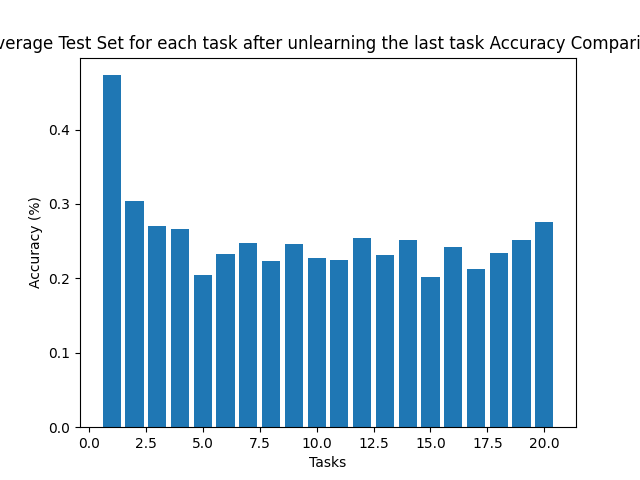 verage Test Set for each task after unlearning the last task Accuracy Compari
0.4
0.3
0.2
0.1
0.0
Accuracy (%)
0.0 2.5 5.0 7.5 10.0 12.5 15.0 17.5 20.0
Tasks